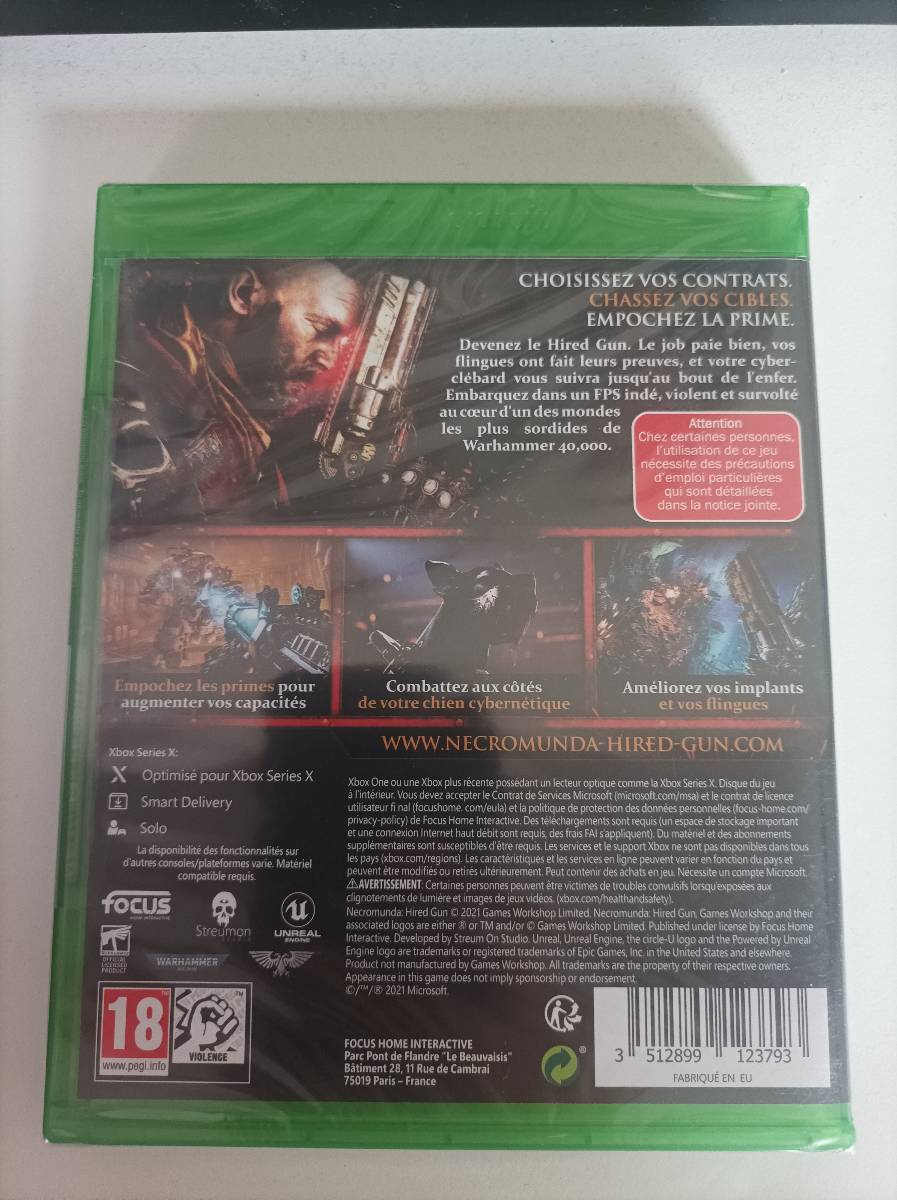 CHOISISSEZ VOS CONTRATS.
CHASSEZ VOS CIBLES.
EMPOCHEZ LA PRIME.
Devenez le Hired Gun. Le job paie bien, vos
flingues ont fait leurs preuves, et votre cyber-
clébard vous suivra jusqu'au bout de l'enfer.
Embarquez dans un FPS indé, violent et survolté
au cœur d'un des mondes
les plus sordides de
Warhammer 40,000.
Attention
Chez certaines personnes,
l'utilisation de ce jeu
nécessite des précautions
d'emploi particulières
qui sont détaillées
dans la notice jointe.
Empochez les primes pour
augmenter vos capacités
Combattez aux côtés
de votre chien cybernétique
Améliorez vos implants
et vos flingues
WWW.NECROMUNDA-HIRED-GUN.COM
Xbox Series X:
X Optimisé pour Xbox Series X
Smart Delivery
Solo
La disponibilité des fonctionnalités sur
d'autres consoles/plateformes varie. Matériel
compatible requis.
Xbox One ou une Xbox plus récente possédant un lecteur optique comme la Xbox Series X. Disque du jeu
à l'intérieur. Vous devez accepter le Contrat de Services Microsoft (microsoft.com/msa) et le contrat de licence
utilisateur fi nal (focushome. com/eula) et la politique de protection des données personnelles (focus-home.com/
privacy-policy) de Focus Home Interactive. Des téléchargements sont requis (un espace de stockage important
et une connexion Internet haut débit sont requis, des frais FAI s'appliquent). Du matériel et des abonnements
supplémentaires sont susceptibles d'être requis. Les services et le support Xbox ne sont pas disponibles dans tous
les pays (xbox.com/regions). Les caractéristiques et les services en ligne peuvent varier en fonction du pays et
peuvent être modifiés ou retirés ultérieurement. Peut contenir des achats en jeu. Nécessite un compte Microsoft.
⚠AVERTISSEMENT: Certaines personnes peuvent être victimes de troubles convulsifs lorsqu'exposées aux
clignotements de lumière et images de jeux vidéos. (xbox.com/healthandsafety).
Necromunda: Hired Gun © 2021 Games Workshop Limited. Necromunda: Hired Gun, Games Workshop and their
associated logos are either ® or TM and/or © Games Workshop Limited. Published under license by Focus Home
Interactive. Developed by Streum On Studio. Unreal, Unreal Engine, the circle-U logo and the Powered by Unreal
Engine logo are trademarks or registered trademarks of Epic Games, Inc. in the United States and elsewhere.
Product not manufactured by Games Workshop. All trademarks are the property of their respective owners.
Appearance in this game does not imply sponsorship or endorsement.
©/™/® 2021 Microsoft.
focus
HOME INTERACTIVE
Streumon
UNREAL
ENGINE
WARHAMMER
OFFICIAL
LICENSED
PRODUCT
WARHAMMER
40,000
18
www.pegi.info
VIOLENCE
FOCUS HOME INTERACTIVE
Parc Pont de Flandre "Le Beauvaisis"
Bâtiment 28, 11 Rue de Cambrai
75019 Paris – France
3 512899 123793
FABRIQUÉ EN EU